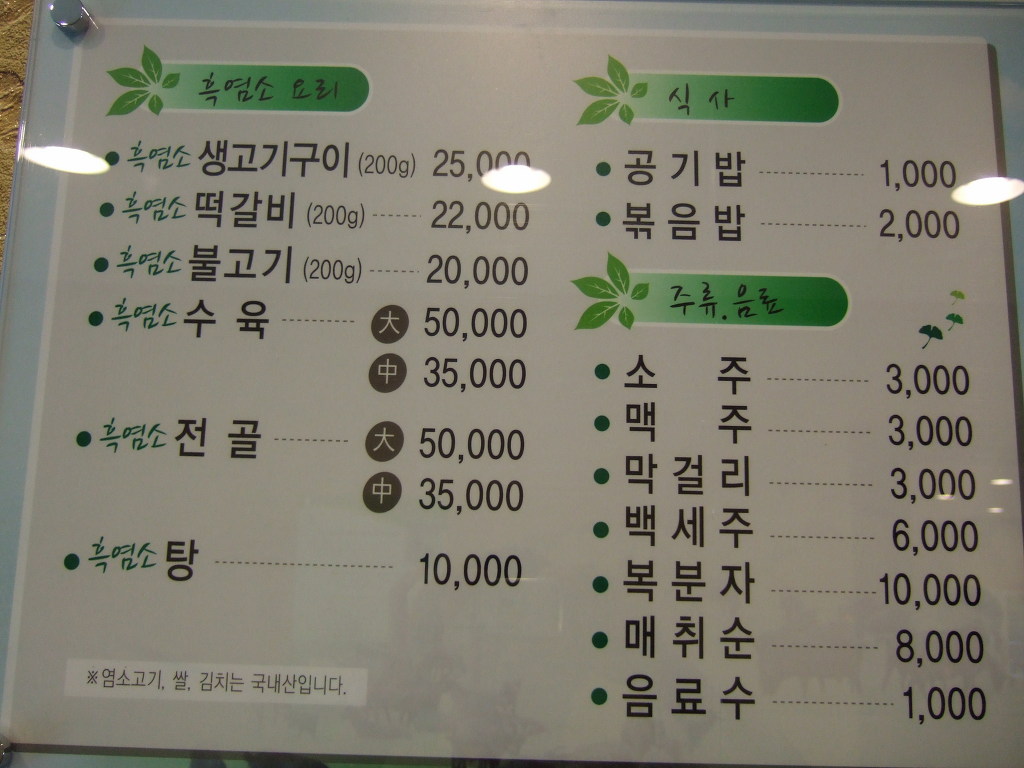 흑염소 요리
흑염소 생고기구이 (200g) 25,000
흑염소 떡갈비 (200g) 22,000
흑염소 불고기 (200g) 20,000
흑염소 수육 大 50,000
中 35,000
흑염소 전골 大 50,000
中 35,000
흑염소 탕 10,000
※염소고기, 쌀, 김치는 국내산입니다.
식사
공기밥 1,000
볶음밥 2,000
주류.음료
소주 3,000
맥주 3,000
막걸리 3,000
백세주 6,000
복분자 10,000
매취순 8,000
음료수 1,000